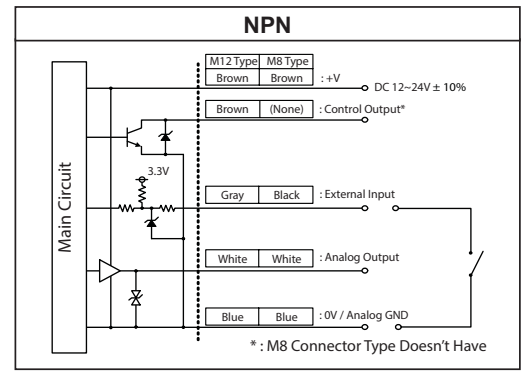 NPN
M12 Type M8 Type
Brown Brown : +V
DC 12~24V ± 10%
Brown (None) : Control Output*
3.3V
Main Circuit
Gray Black : External Input
White White : Analog Output
Blue Blue : 0V / Analog GND
* : M8 Connector Type Doesn't Have